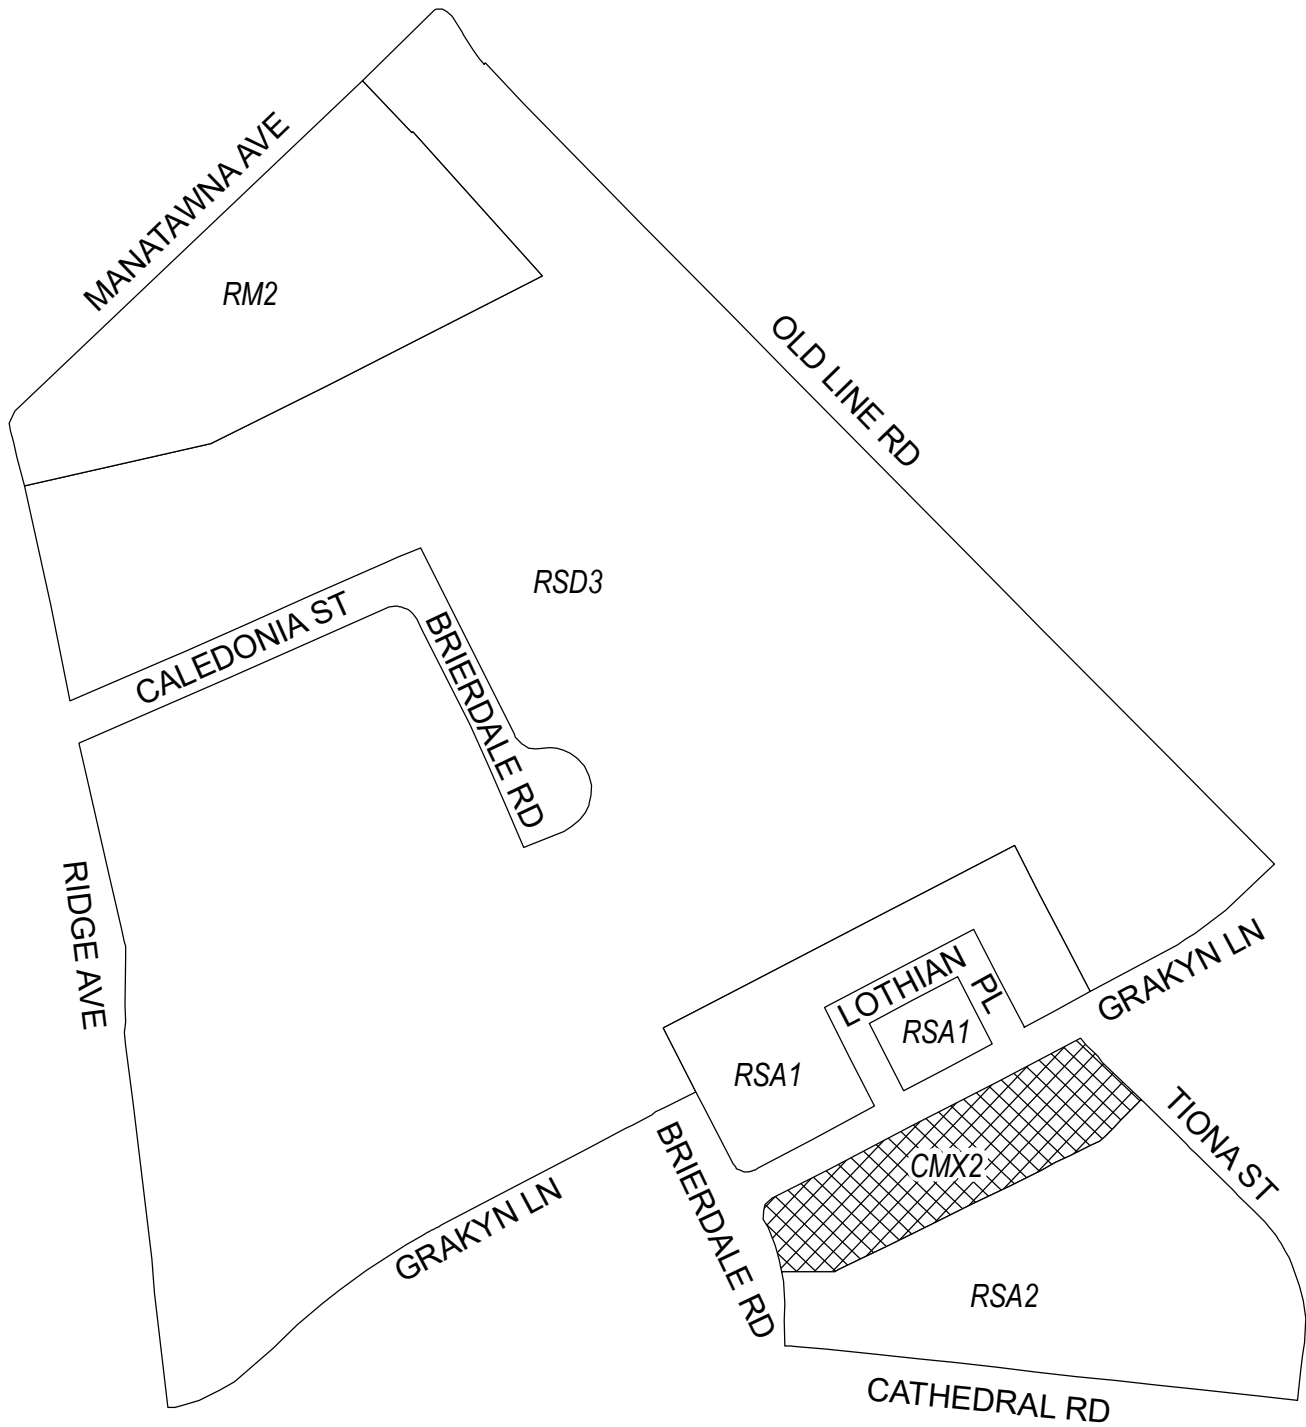 MANATAWNA AVE
RM2
OLD LINE RD
RSD3
CALEDONIA ST
BRIERDALE RD
RIDGE AVE
LOTHIAN PL
GRAKYN LN
RSA1
RSA1
TIONA ST
CMX2
BRIERDALE RD
GRAKYN LN
RSA2
CATHEDRAL RD